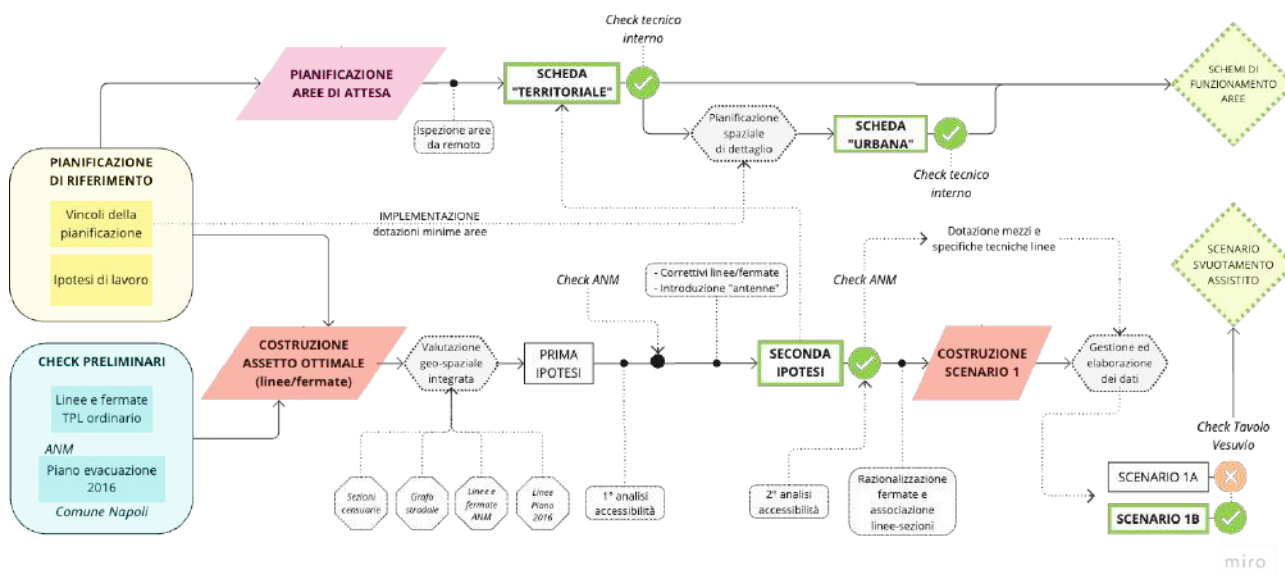 Check tecnico
interno
PIANIFICAZIONE
AREE DI ATTESA
SCHEDA
"TERRITORIALE"
SCHEMI DI
FUNZIONAMENTO
AREE
Ispezione aree
da remoto
Pianificazione
spaziale
di dettaglio
SCHEDA
"URBANA"
Check tecnico
interno
PIANIFICAZIONE
DI RIFERIMENTO
Vincoli della
pianificazione
Ipotesi di lavoro
IMPLEMENTAZIONE
dotazioni minime aree
Dotazione mezzi e
specifiche tecniche linee
SCENARIO
SVUOTAMENTO
ASSISTITO
Check ANM
- Correttivi linee/fermate
- Introduzione "antenne"
Check ANM
CHECK PRELIMINARI
Linee e fermate
TPL ordinario
ANM
Piano evacuazione
2016
Comune Napoli
COSTRUZIONE
ASSETTO OTTIMALE
(linee/fermate)
Valutazione
geo-spaziale
integrata
PRIMA
IPOTESI
SECONDA
IPOTESI
COSTRUZIONE
SCENARIO 1
Gestione ed
elaborazione
dei dati
Sezioni
censuarie
Grafo
stradale
Linee e
fermate
ANM
Linee
Piano
2016
1° analisi
accessibilità
2° analisi
accessibilità
Razionalizzazione
fermate e
associazione
linee-sezioni
Check Tavolo
Vesuvio
SCENARIO 1A
SCENARIO 1B
miro